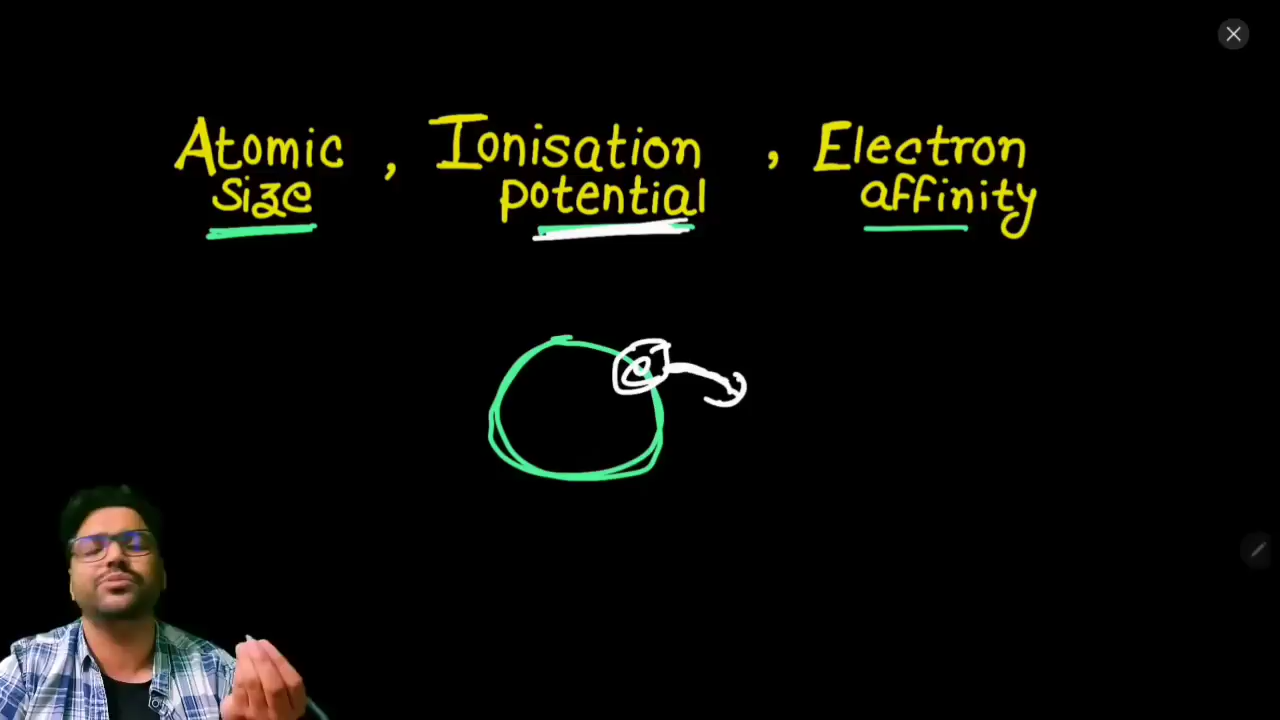 Atomic , Ionisation , Electron
size potential affinity